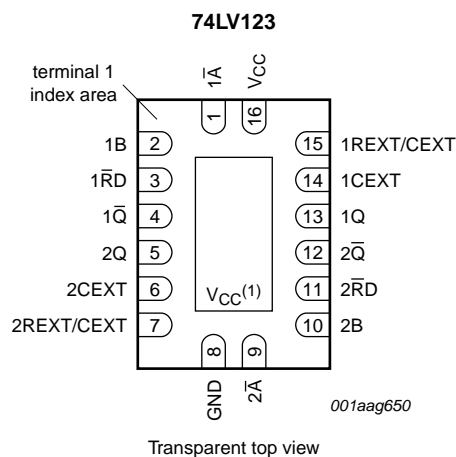 74LV123
terminal 1
index area
1A̅
VCC
1
16
1B 2
15 1REXT/CEXT
1R̅D 3
14 1CEXT
1Q̅ 4
13 1Q
2Q 5
12 2Q̅
2CEXT 6
11 2R̅D
VCC(1)
2REXT/CEXT 7
10 2B
8
9
GND
2A̅
001aag650
Transparent top view